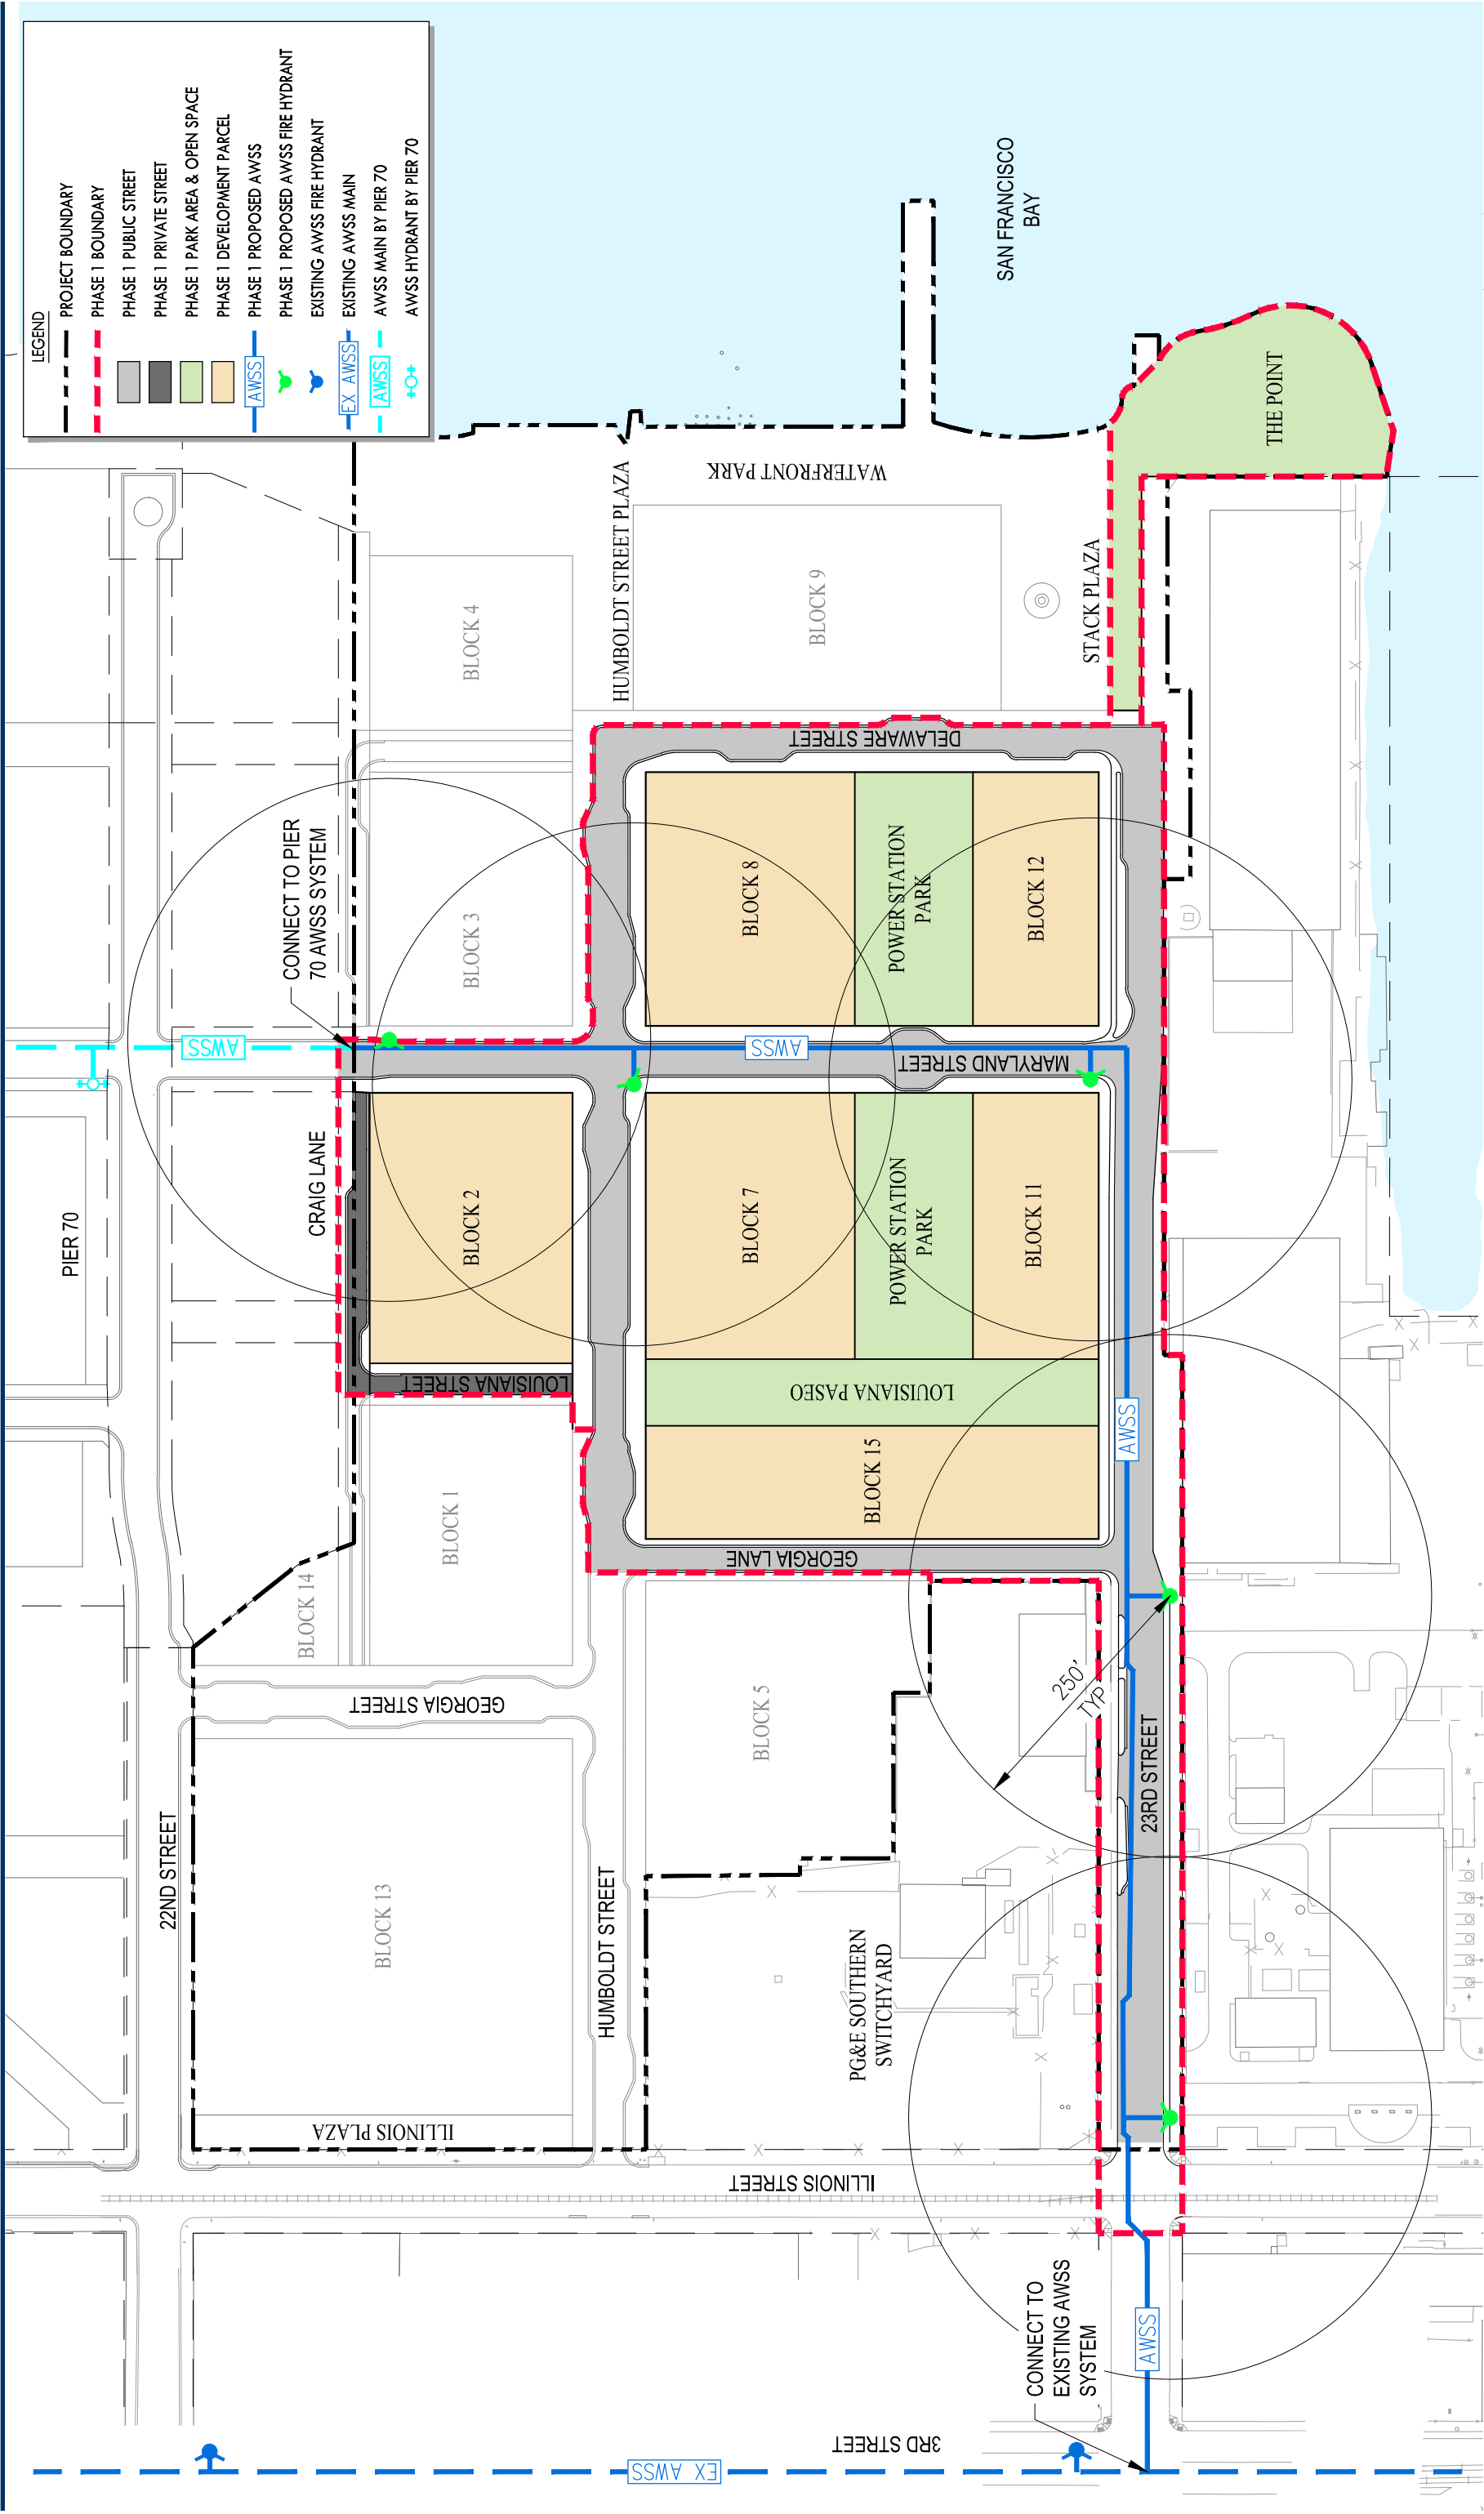 LEGEND
PROJECT BOUNDARY
PHASE 1 BOUNDARY
PHASE 1 PUBLIC STREET
PHASE 1 PRIVATE STREET
PHASE 1 PARK AREA & OPEN SPACE
PHASE 1 DEVELOPMENT PARCEL
AWSS
PHASE 1 PROPOSED AWSS
PHASE 1 PROPOSED AWSS FIRE HYDRANT
EXISTING AWSS FIRE HYDRANT
EX AWSS
EXISTING AWSS MAIN
AWSS
AWSS MAIN BY PIER 70
AWSS HYDRANT BY PIER 70
SAN FRANCISCO
BAY
THE POINT
WATERFRONT PARK
HUMBOLDT STREET PLAZA
STACK PLAZA
BLOCK 4
BLOCK 9
DELAWARE STREET
CONNECT TO PIER
70 AWSS SYSTEM
BLOCK 3
BLOCK 8
POWER STATION
PARK
BLOCK 12
AWSS
AWSS
MARYLAND STREET
PIER 70
CRAIG LANE
BLOCK 2
BLOCK 7
POWER STATION
PARK
BLOCK 11
LOUISIANA STREET
LOUISIANA PASEO
AWSS
BLOCK 15
BLOCK 1
GEORGIA LANE
BLOCK 14
GEORGIA STREET
BLOCK 5
250'
TYP
23RD STREET
22ND STREET
BLOCK 13
HUMBOLDT STREET
PG&E SOUTHERN
SWITCHYARD
ILLINOIS PLAZA
ILLINOIS STREET
CONNECT TO
EXISTING AWSS
SYSTEM
AWSS
3RD STREET
EX AWSS